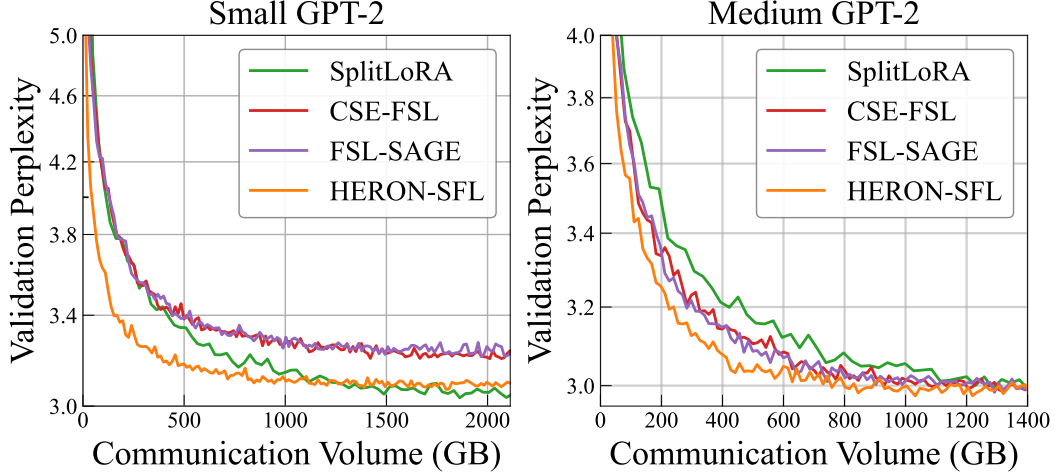 Small GPT-2
Validation Perplexity
5.0
4.6
4.2
3.8
3.4
3.0
SplitLoRA
CSE-FSL
FSL-SAGE
HERON-SFL
0
500
1000
1500
2000
Communication Volume (GB)
Medium GPT-2
Validation Perplexity
4.0
3.8
3.6
3.4
3.2
3.0
SplitLoRA
CSE-FSL
FSL-SAGE
HERON-SFL
0
200
400
600
800
1000
1200
1400
Communication Volume (GB)